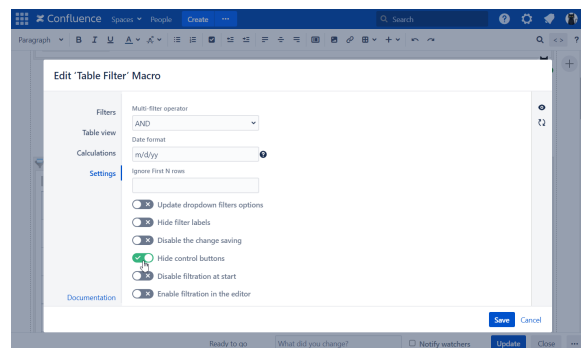 Confluence Spaces People Create ••• Search ?
Paragraph B I U A <> ?
Edit 'Table Filter' Macro
Filters
Table view
Calculations
Settings
Documentation
Multi-filter operator
AND
Date format
m/d/yy
Ignore First N rows
Update dropdown filters options
Hide filter labels
Disable the change saving
Hide control buttons
Disable filtration at start
Enable filtration in the editor
Save Cancel
Ready to go What did you change? Notify watchers Update Close •••